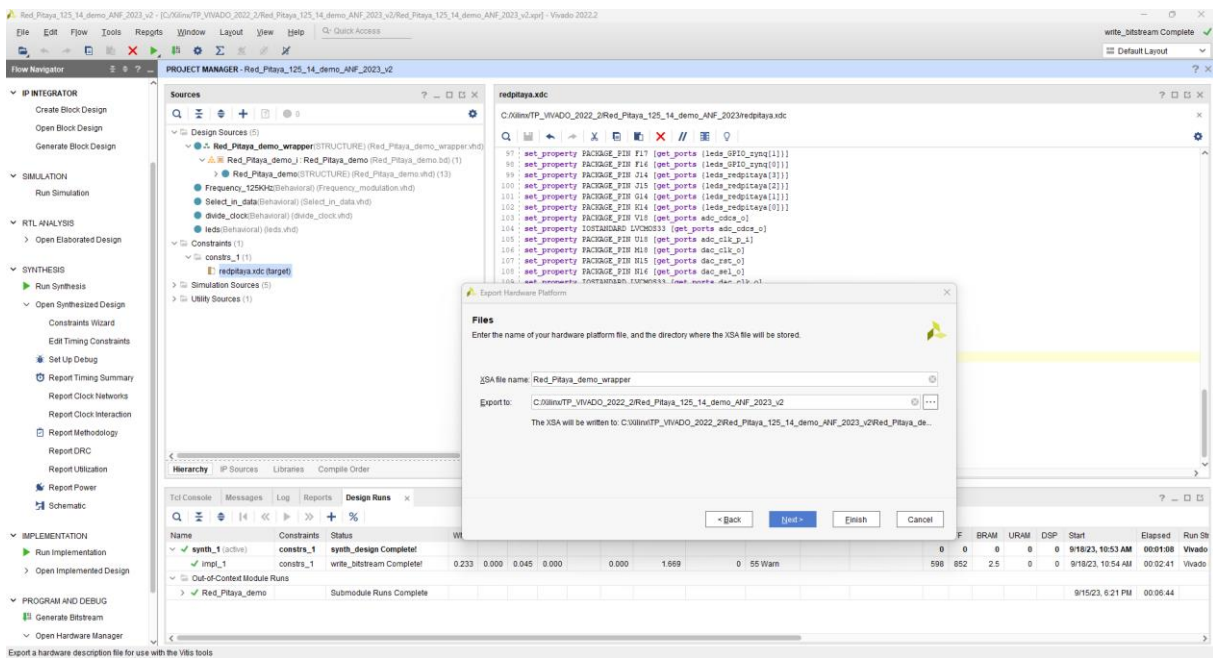 Red_Pitaya_125_14_demo_ANF_2023_v2 - [C:/Xilinx/TP_VIVADO_2022_2/Red_Pitaya_125_14_demo_ANF_2023_v2/Red_Pitaya_125_14_demo_ANF_2023_v2.xpr] - Vivado 2022.2
File Edit Flow Tools Reports Window Layout View Help Q- Quick Access
write_bitstream Complete
Default Layout
Flow Navigator
PROJECT MANAGER - Red_Pitaya_125_14_demo_ANF_2023_v2
IP INTEGRATOR
Create Block Design
Open Block Design
Generate Block Design
SIMULATION
Run Simulation
RTL ANALYSIS
Open Elaborated Design
SYNTHESIS
Run Synthesis
Open Synthesized Design
Constraints Wizard
Edit Timing Constraints
Set Up Debug
Report Timing Summary
Report Clock Networks
Report Clock Interaction
Report Methodology
Report DRC
Report Utilization
Report Power
Schematic
IMPLEMENTATION
Run Implementation
Open Implemented Design
PROGRAM AND DEBUG
Generate Bitstream
Open Hardware Manager
Sources
0
Design Sources (5)
Red_Pitaya_demo_wrapper(STRUCTURE) (Red_Pitaya_demo_wrapper.vhd)
Red_Pitaya_demo_i : Red_Pitaya_demo (Red_Pitaya_demo.bd) (1)
Red_Pitaya_demo(STRUCTURE) (Red_Pitaya_demo.vhd) (13)
Frequency_125KHz(Behavioral) (Frequency_modulation.vhd)
Select_in_data(Behavioral) (Select_in_data.vhd)
divide_clock(Behavioral) (divide_clock.vhd)
leds(Behavioral) (leds.vhd)
Constraints (1)
constrs_1 (1)
redpitaya.xdc (target)
Simulation Sources (5)
Utility Sources (1)
Hierarchy IP Sources Libraries Compile Order
redpitaya.xdc
C:/Xilinx/TP_VIVADO_2022_2/Red_Pitaya_125_14_demo_ANF_2023/redpitaya.xdc
97 set_property PACKAGE_PIN F17 [get_ports {leds_GPIO_zynq[1]}]
98 set_property PACKAGE_PIN F16 [get_ports {leds_GPIO_zynq[0]}]
99 set_property PACKAGE_PIN J14 [get_ports {leds_redpitaya[3]}]
100 set_property PACKAGE_PIN J15 [get_ports {leds_redpitaya[2]}]
101 set_property PACKAGE_PIN G14 [get_ports {leds_redpitaya[1]}]
102 set_property PACKAGE_PIN K14 [get_ports {leds_redpitaya[0]}]
103 set_property PACKAGE_PIN V18 [get_ports adc_cdcs_o]
104 set_property IOSTANDARD LVCMOS33 [get_ports adc_cdcs_o]
105 set_property PACKAGE_PIN U18 [get_ports adc_clk_p_i]
106 set_property PACKAGE_PIN M18 [get_ports dac_clk_o]
107 set_property PACKAGE_PIN N15 [get_ports dac_rst_o]
108 set_property PACKAGE_PIN N16 [get_ports dac_sel_o]
109 set_property IOSTANDARD LVCMOS33 [get_ports dac_clk_o]
Export Hardware Platform
Files
Enter the name of your hardware platform file, and the directory where the XSA file will be stored.
XSA file name: Red_Pitaya_demo_wrapper
Export to: C:/Xilinx/TP_VIVADO_2022_2/Red_Pitaya_125_14_demo_ANF_2023_v2
The XSA will be written to: C:\Xilinx\TP_VIVADO_2022_2\Red_Pitaya_125_14_demo_ANF_2023_v2\Red_Pitaya_de...
< Back Next > Finish Cancel
Tcl Console Messages Log Reports Design Runs
Name Constraints Status BRAM URAM DSP Start Elapsed Run Str
synth_1 (active) constrs_1 synth_design Complete! 0 0 0 0 0 9/18/23, 10:53 AM 00:01:08 Vivado
impl_1 constrs_1 write_bitstream Complete! 0.233 0.000 0.045 0.000 0.000 1.669 0 55 Warn 598 852 2.5 0 0 9/18/23, 10:54 AM 00:02:41 Vivado
Out-of-Context Module Runs
Red_Pitaya_demo Submodule Runs Complete 9/15/23, 6:21 PM 00:06:44
Export a hardware description file for use with the Vitis tools